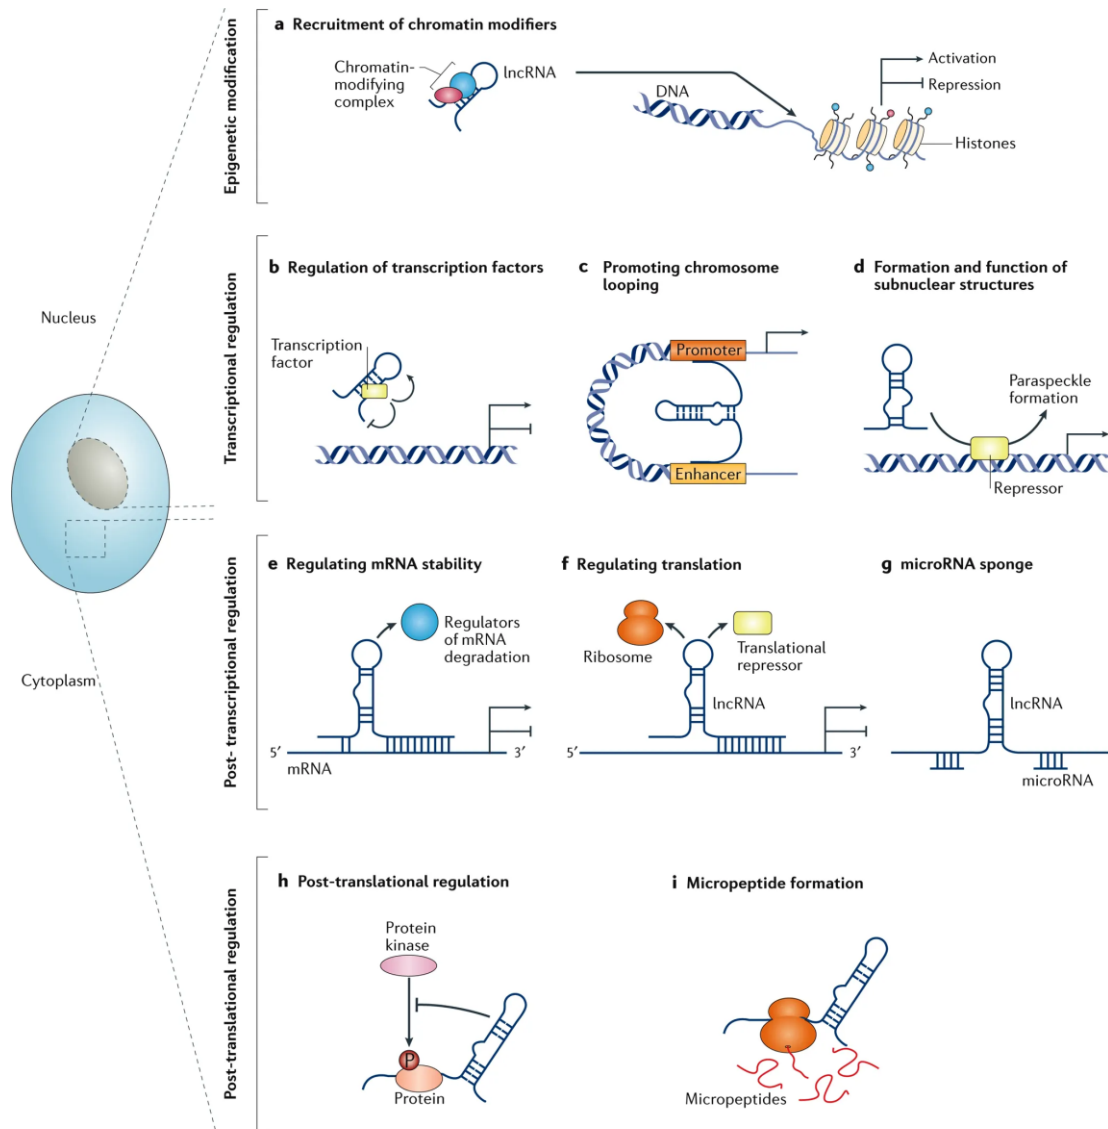 Epigenetic modification
a Recruitment of chromatin modifiers
Chromatin-
modifying
complex
lncRNA
DNA
Activation
Repression
Histones
Nucleus
Cytoplasm
Transcriptional regulation
b Regulation of transcription factors
Transcription
factor
c Promoting chromosome
looping
Promoter
Enhancer
d Formation and function of
subnuclear structures
Paraspeckle
formation
Repressor
Post- transcriptional regulation
e Regulating mRNA stability
Regulators
of mRNA
degradation
5′
3′
mRNA
f Regulating translation
Ribosome
Translational
repressor
lncRNA
5′
3′
g microRNA sponge
lncRNA
microRNA
Post-translational regulation
h Post-translational regulation
Protein
kinase
P
Protein
i Micropeptide formation
Micropeptides